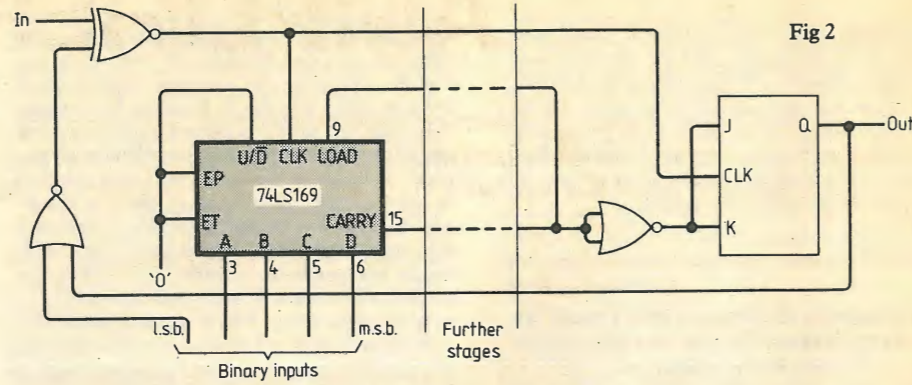 Fig 2
In
U/D̅ CLK LOAD
9
EP
74LS169
ET
CARRY
15
A B C D
3 4 5 6
'0'
J
Q
Out
CLK
K
l.s.b.
m.s.b.
Binary inputs
Further
stages